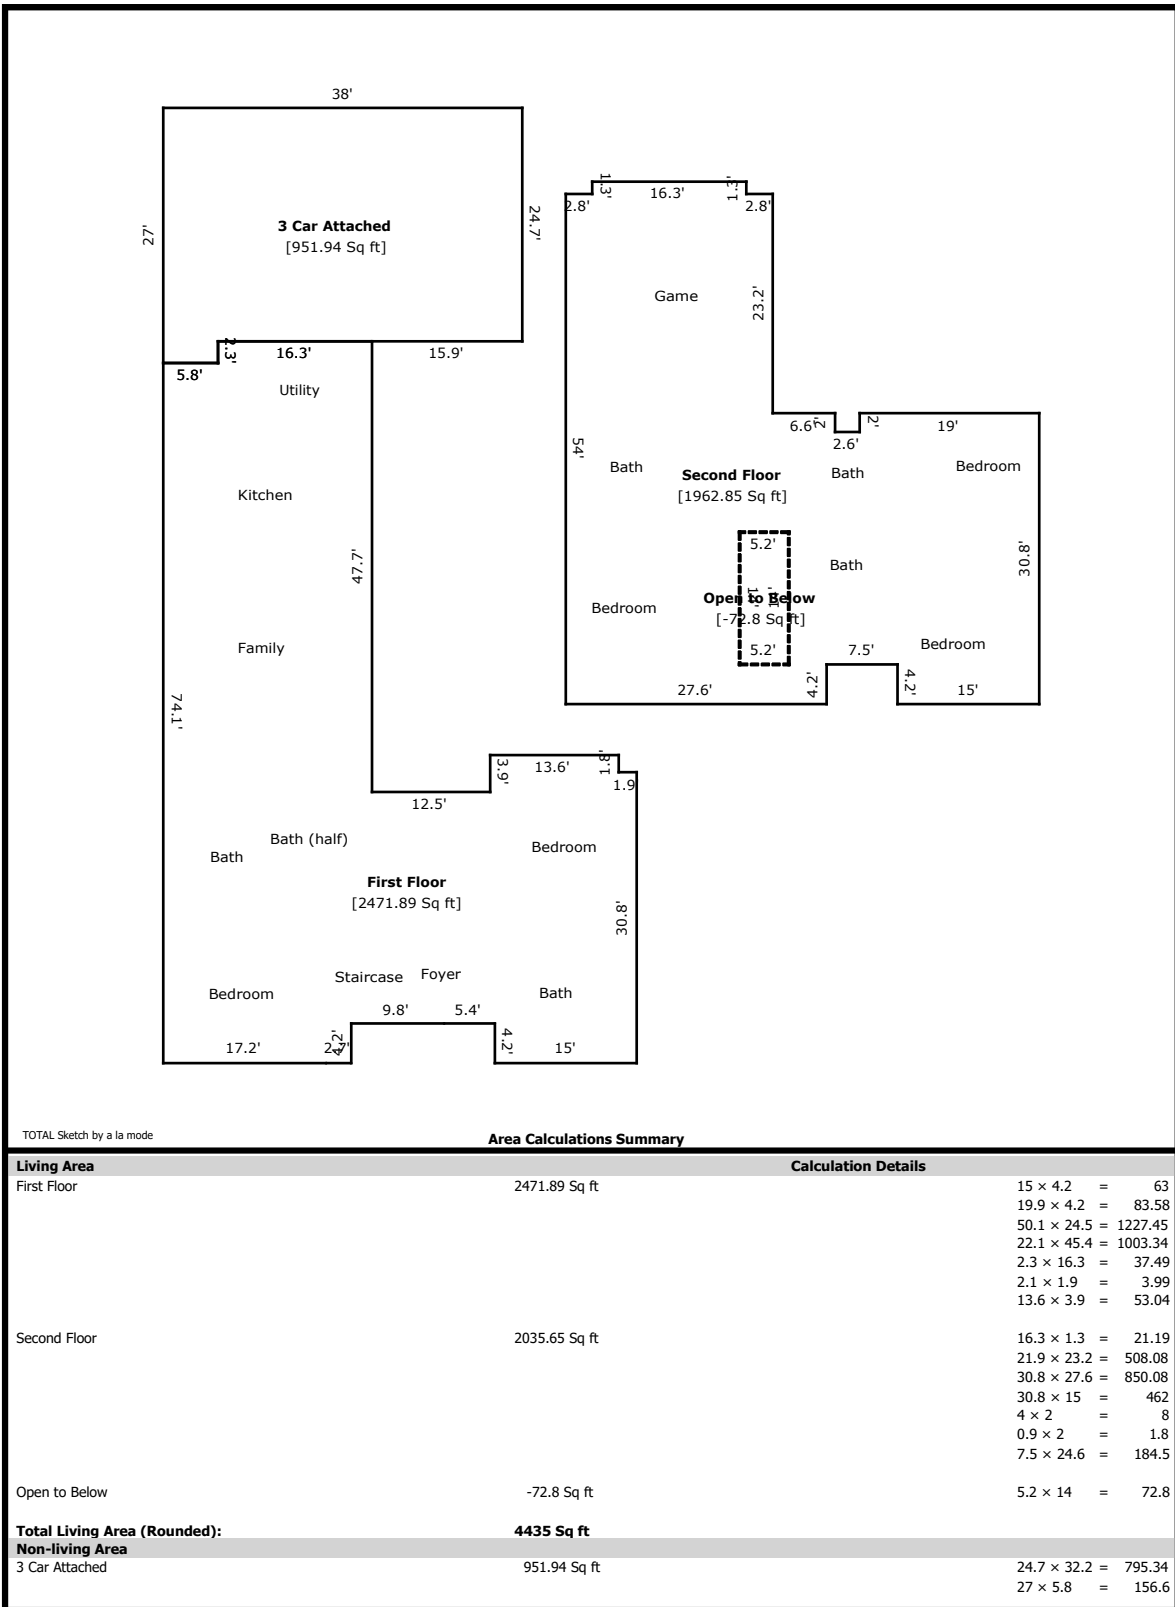 38'
27'
3 Car Attached
[951.94 Sq ft]
24.7'
2.3'
16.3'
15.9'
5.8'
Utility
Kitchen
47.7'
Family
74.1'
3.9'
13.6'
1.8'
1.9
12.5'
Bath (half)
Bath
Bedroom
First Floor
[2471.89 Sq ft]
30.8'
Staircase
Foyer
Bedroom
Bath
9.8'
5.4'
17.2'
2.7'
4.2'
4.2'
15'
1.3'
16.3'
1.3'
2.8'
2.8'
Game
23.2'
6.6'
2'
2.6'
2'
19'
54'
Bath
Second Floor
[1962.85 Sq ft]
Bath
Bedroom
5.2'
Bath
30.8'
14'
14'
Bedroom
Open to Below
[-72.8 Sq ft]
5.2'
7.5'
Bedroom
27.6'
4.2'
4.2'
15'
TOTAL Sketch by a la mode
Area Calculations Summary
Living Area Calculation Details
First Floor 2471.89 Sq ft 15 × 4.2 = 63
19.9 × 4.2 = 83.58
50.1 × 24.5 = 1227.45
22.1 × 45.4 = 1003.34
2.3 × 16.3 = 37.49
2.1 × 1.9 = 3.99
13.6 × 3.9 = 53.04
Second Floor 2035.65 Sq ft 16.3 × 1.3 = 21.19
21.9 × 23.2 = 508.08
30.8 × 27.6 = 850.08
30.8 × 15 = 462
4 × 2 = 8
0.9 × 2 = 1.8
7.5 × 24.6 = 184.5
Open to Below -72.8 Sq ft 5.2 × 14 = 72.8
Total Living Area (Rounded): 4435 Sq ft
Non-living Area
3 Car Attached 951.94 Sq ft 24.7 × 32.2 = 795.34
27 × 5.8 = 156.6